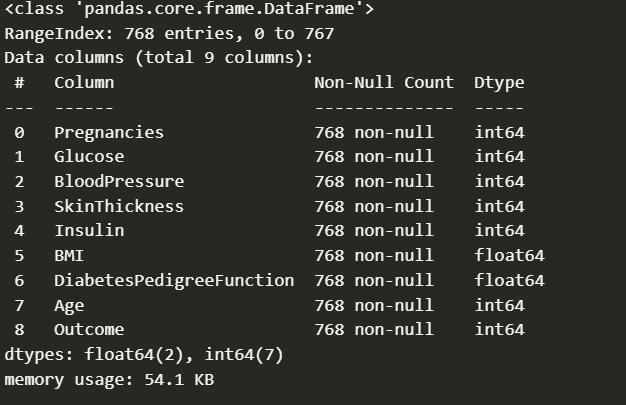 <class 'pandas.core.frame.DataFrame'>
RangeIndex: 768 entries, 0 to 767
Data columns (total 9 columns):
 #   Column                    Non-Null Count  Dtype
---  ------                    --------------  -----
 0   Pregnancies               768 non-null    int64
 1   Glucose                   768 non-null    int64
 2   BloodPressure             768 non-null    int64
 3   SkinThickness             768 non-null    int64
 4   Insulin                   768 non-null    int64
 5   BMI                       768 non-null    float64
 6   DiabetesPedigreeFunction  768 non-null    float64
 7   Age                       768 non-null    int64
 8   Outcome                   768 non-null    int64
dtypes: float64(2), int64(7)
memory usage: 54.1 KB